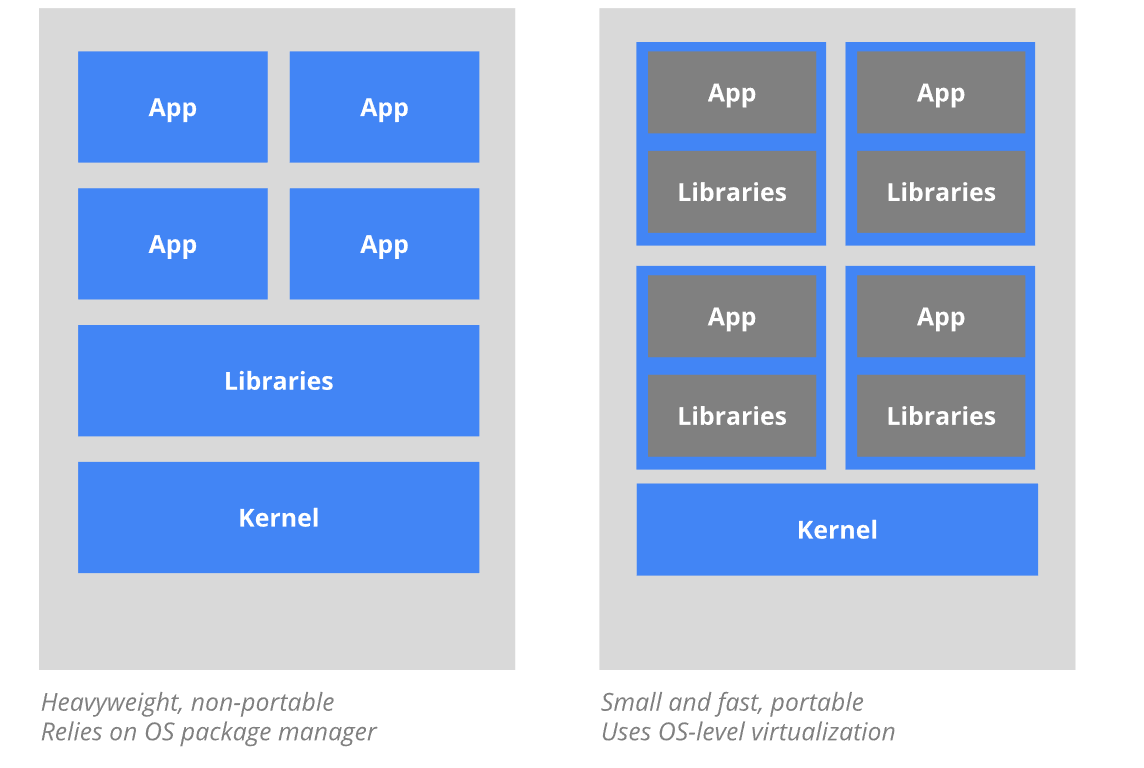 App
App
App
App
Libraries
Kernel
Heavyweight, non-portable
Relies on OS package manager
App
App
Libraries
Libraries
App
App
Libraries
Libraries
Kernel
Small and fast, portable
Uses OS-level virtualization